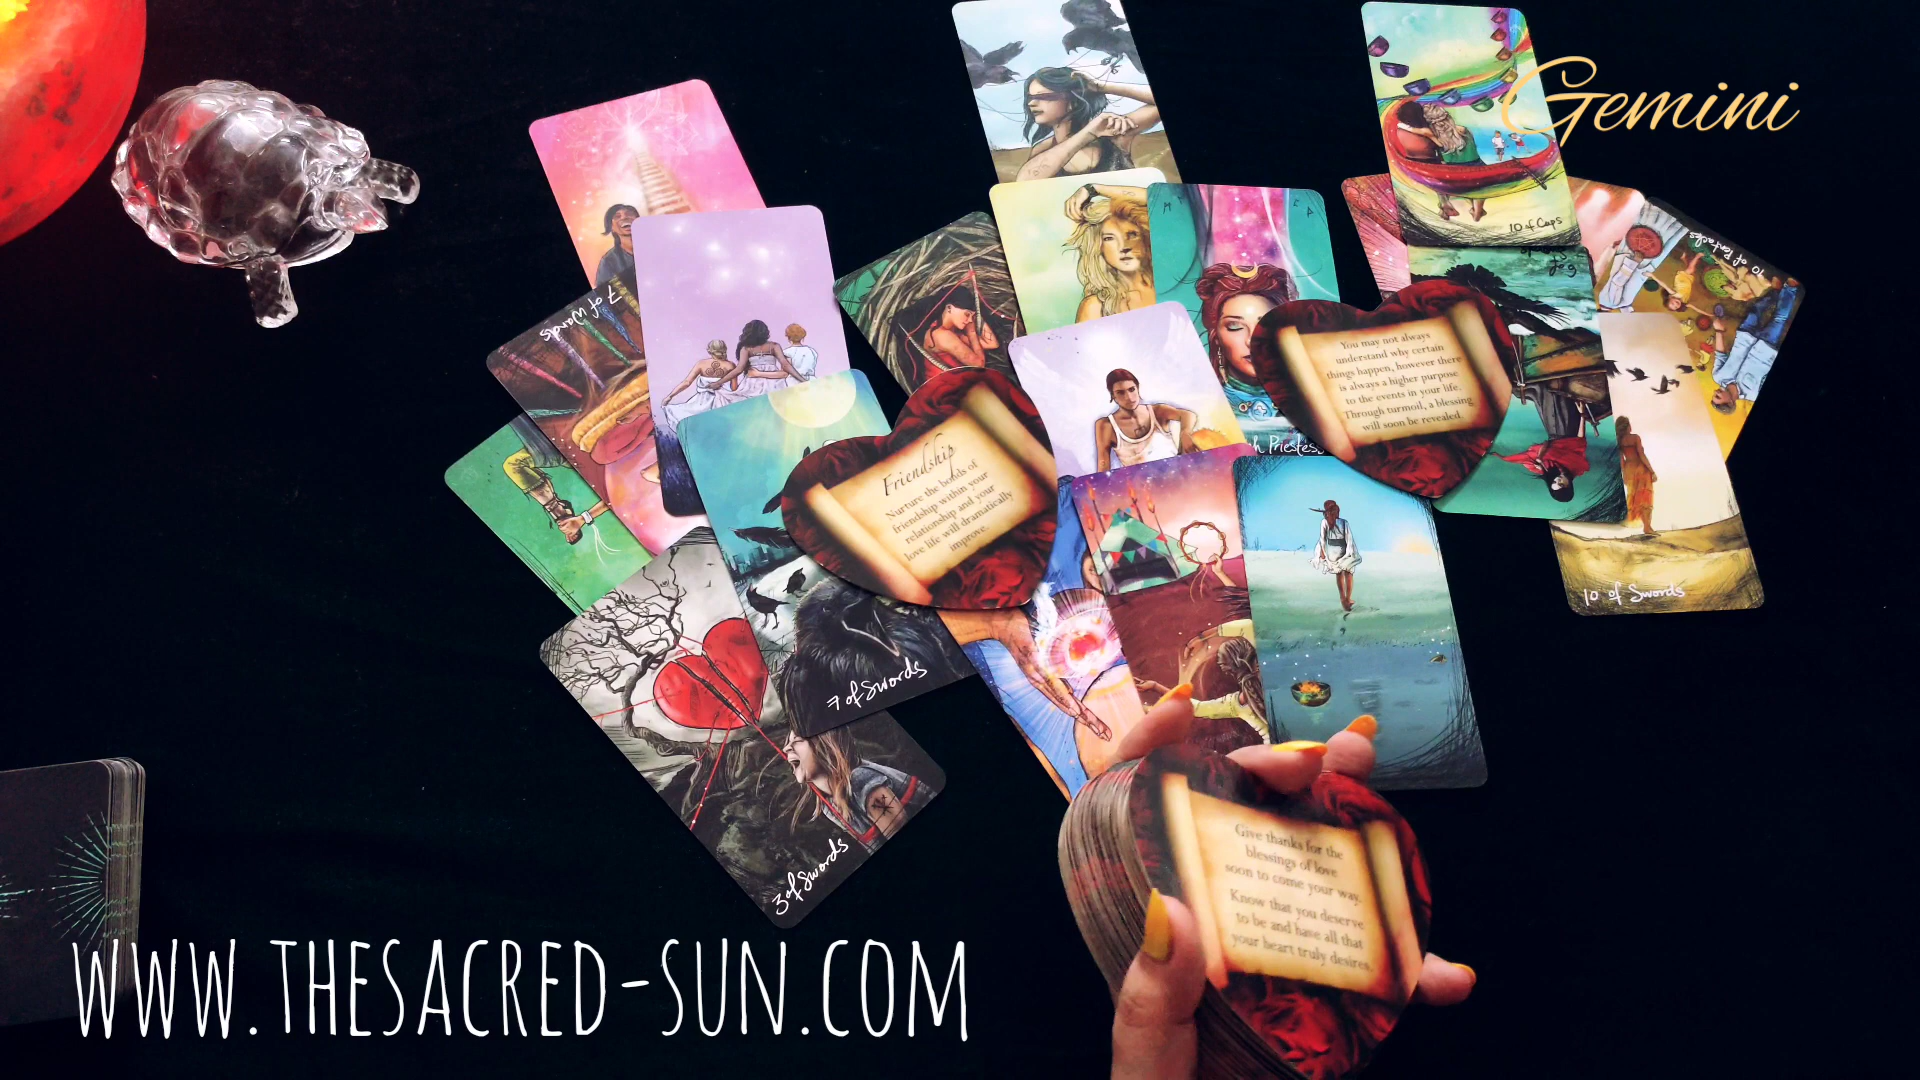 Gemini
10 of Cups
10 of Pentacles
7 of Wands
You may not always
understand why certain
things happen, however there
is always a higher purpose
to the events in your life.
Through turmoil, a blessing
will soon be revealed.
h Priestess
Friendship
Nurture the bonds of
friendship within your
relationship and your
love life will dramatically
improve.
10 of Swords
7 of Swords
3 of Swords
Give thanks for the
blessings of love
soon to come your way.
Know that you deserve
to be and have all that
your heart truly desires.
WWW.THESACRED-SUN.COM